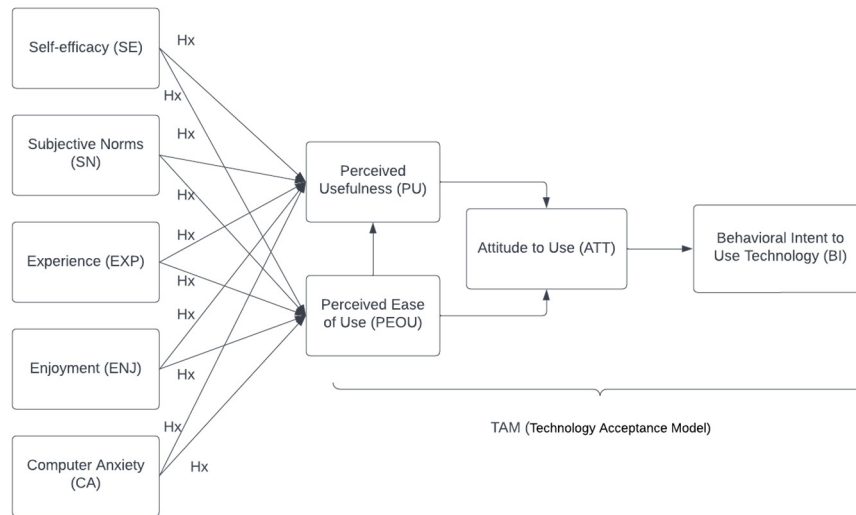 Self-efficacy (SE)
Hx
Hx
Subjective Norms
(SN)
Hx
Hx
Experience (EXP)
Hx
Hx
Enjoyment (ENJ)
Hx
Hx
Computer Anxiety
(CA)
Hx
Hx
Perceived
Usefulness (PU)
Perceived Ease
of Use (PEOU)
Attitude to Use (ATT)
Behavioral Intent to
Use Technology (BI)
TAM (Technology Acceptance Model)